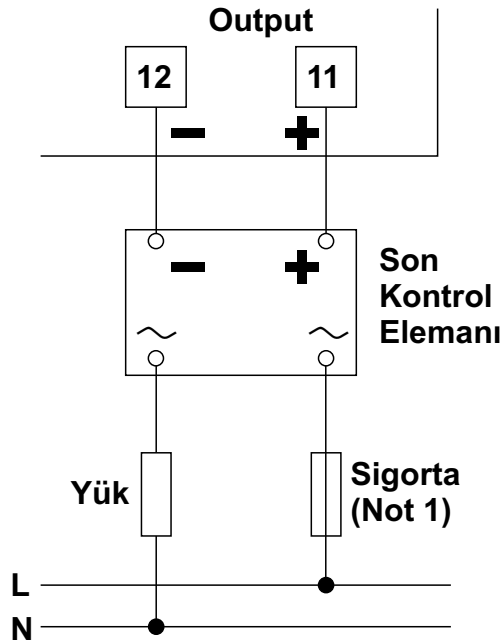 Output
12 11
− +
− +
Son
Kontrol
Elemanı
~ ~
Yük
Sigorta
(Not 1)
L
N